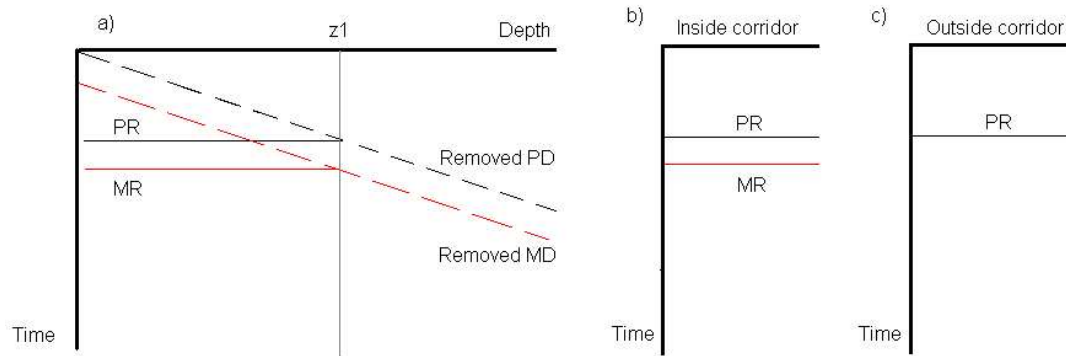 a)
z1
Depth
PR
MR
Removed PD
Removed MD
Time
b)
Inside corridor
PR
MR
Time
c)
Outside corridor
PR
Time